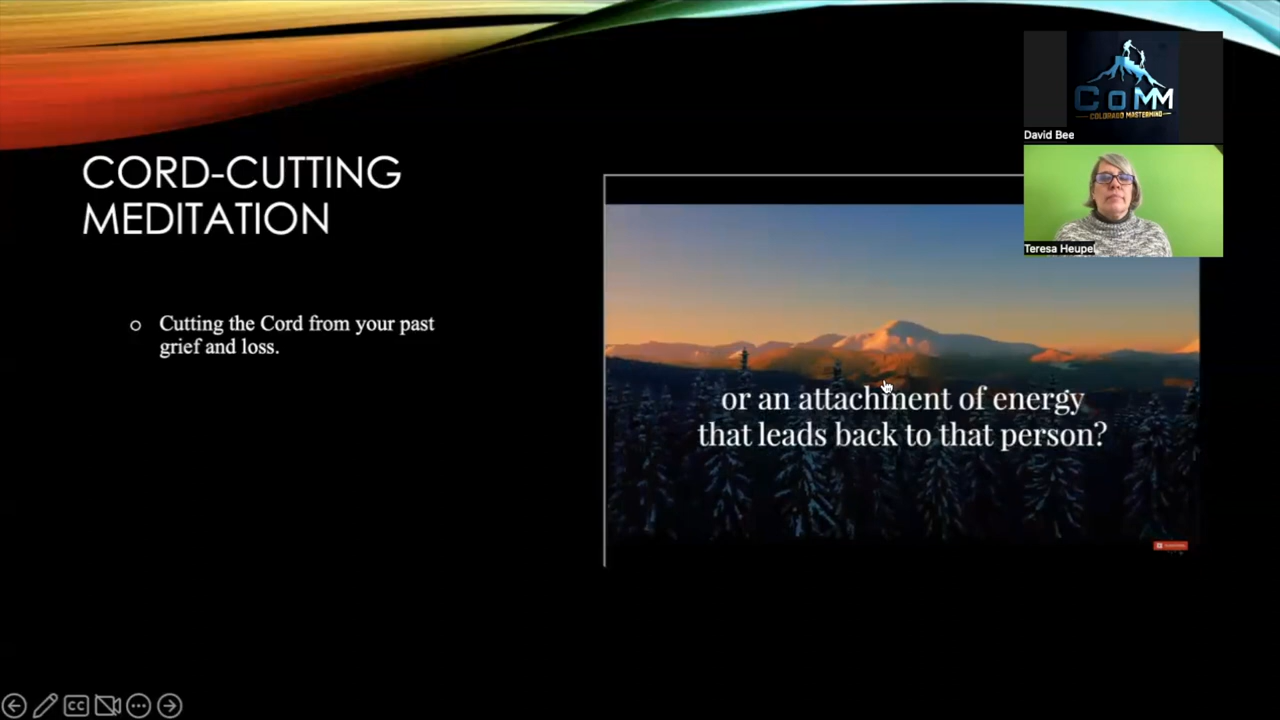 CORD-CUTTING
MEDITATION
Cutting the Cord from your past
grief and loss.
or an attachment of energy
that leads back to that person?
CoMM
COLORADO MASTERMIND
David Bee
Teresa Heupel
CC